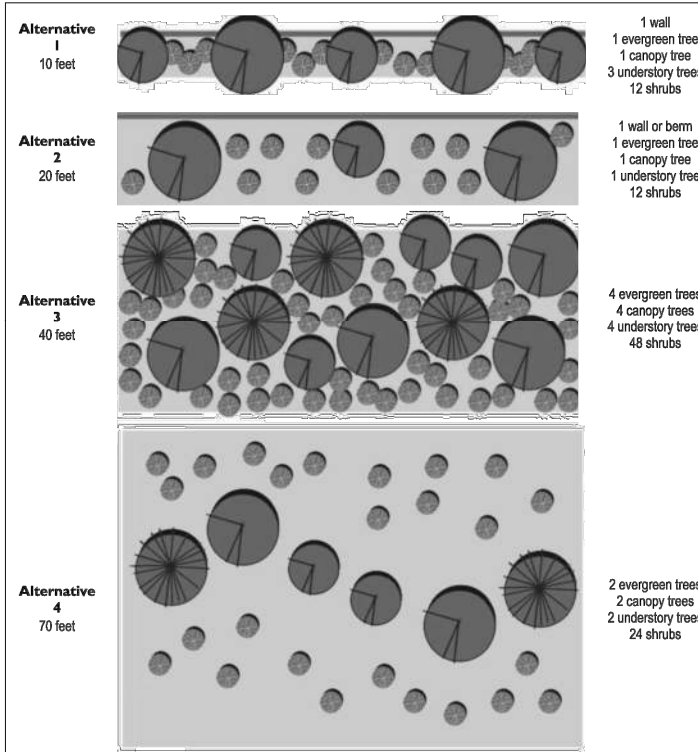 Alternative
1
10 feet
1 wall
1 evergreen tree
1 canopy tree
3 understory trees
12 shrubs
Alternative
2
20 feet
1 wall or berm
1 evergreen tree
1 canopy tree
1 understory tree
12 shrubs
Alternative
3
40 feet
4 evergreen trees
4 canopy trees
4 understory trees
48 shrubs
Alternative
4
70 feet
2 evergreen trees
2 canopy trees
2 understory trees
24 shrubs